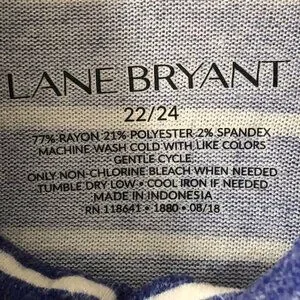 LANE BRYANT
22/24
77% RAYON 21% POLYESTER 2% SPANDEX
MACHINE WASH COLD WITH LIKE COLORS
GENTLE CYCLE
ONLY NON-CHLORINE BLEACH WHEN NEEDED
TUMBLE DRY LOW • COOL IRON IF NEEDED
MADE IN INDONESIA
RN 118641 • 1880 • 08/18